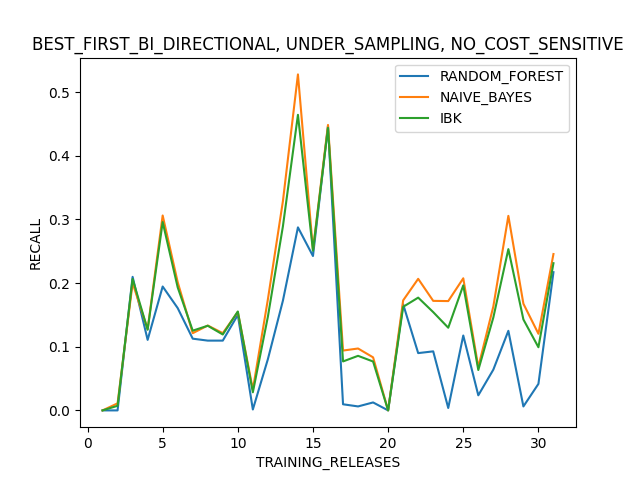 BEST_FIRST_BI_DIRECTIONAL, UNDER_SAMPLING, NO_COST_SENSITIVE
RANDOM_FOREST
NAIVE_BAYES
IBK
RECALL
0.5
0.4
0.3
0.2
0.1
0.0
0 5 10 15 20 25 30
TRAINING_RELEASES